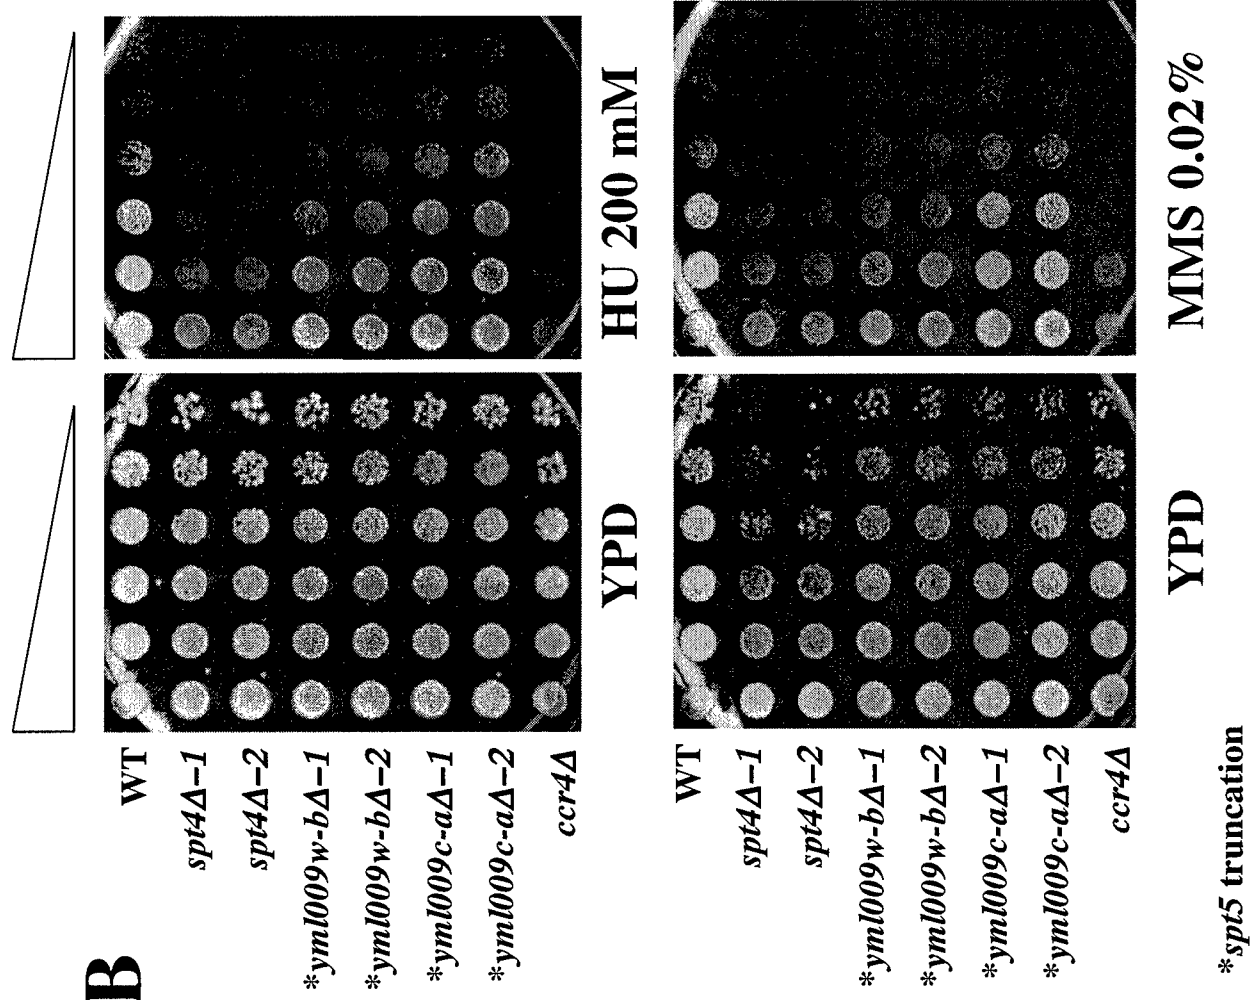 B
WT
spt4Δ–1
spt4Δ–2
*yml009w-bΔ–1
*yml009w-bΔ–2
*yml009c-aΔ–1
*yml009c-aΔ–2
ccr4Δ
YPD
HU 200 mM
WT
spt4Δ–1
spt4Δ–2
*yml009w-bΔ–1
*yml009w-bΔ–2
*yml009c-aΔ–1
*yml009c-aΔ–2
ccr4Δ
YPD
MMS 0.02%
*spt5 truncation